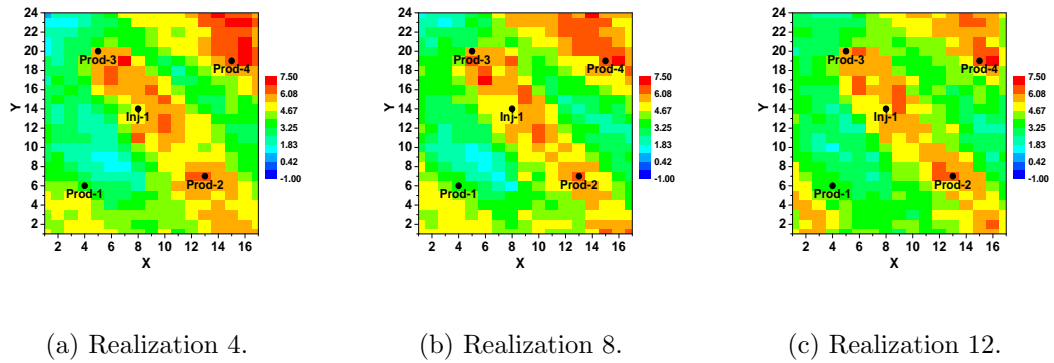 24
22
20
18
16
14
12
10
8
6
4
2
Y
2 4 6 8 10 12 14 16
X
Prod-3
Prod-4
Inj-1
Prod-2
Prod-1
7.50
6.08
4.67
3.25
1.83
0.42
-1.00
24
22
20
18
16
14
12
10
8
6
4
2
Y
2 4 6 8 10 12 14 16
X
Prod-3
Prod-4
Inj-1
Prod-2
Prod-1
7.50
6.08
4.67
3.25
1.83
0.42
-1.00
24
22
20
18
16
14
12
10
8
6
4
2
Y
2 4 6 8 10 12 14 16
X
Prod-3
Prod-4
Inj-1
Prod-2
Prod-1
7.50
6.08
4.67
3.25
1.83
0.42
-1.00
(a) Realization 4.
(b) Realization 8.
(c) Realization 12.